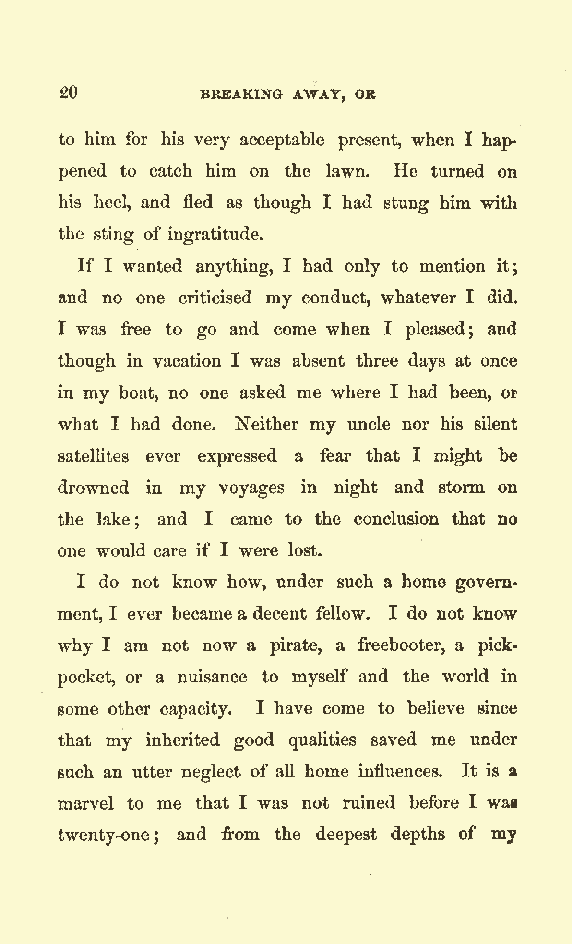 20 BREAKING AWAY, OR
to him for his very acceptable present, when I hap-
pened to catch him on the lawn. He turned on
his heel, and fled as though I had stung him with
the sting of ingratitude.
If I wanted anything, I had only to mention it;
and no one criticised my conduct, whatever I did.
I was free to go and come when I pleased; and
though in vacation I was absent three days at once
in my boat, no one asked me where I had been, or
what I had done. Neither my uncle nor his silent
satellites ever expressed a fear that I might be
drowned in my voyages in night and storm on
the lake; and I came to the conclusion that no
one would care if I were lost.
I do not know how, under such a home govern-
ment, I ever became a decent fellow. I do not know
why I am not now a pirate, a freebooter, a pick-
pocket, or a nuisance to myself and the world in
some other capacity. I have come to believe since
that my inherited good qualities saved me under
such an utter neglect of all home influences. It is a
marvel to me that I was not ruined before I was
twenty-one; and from the deepest depths of my